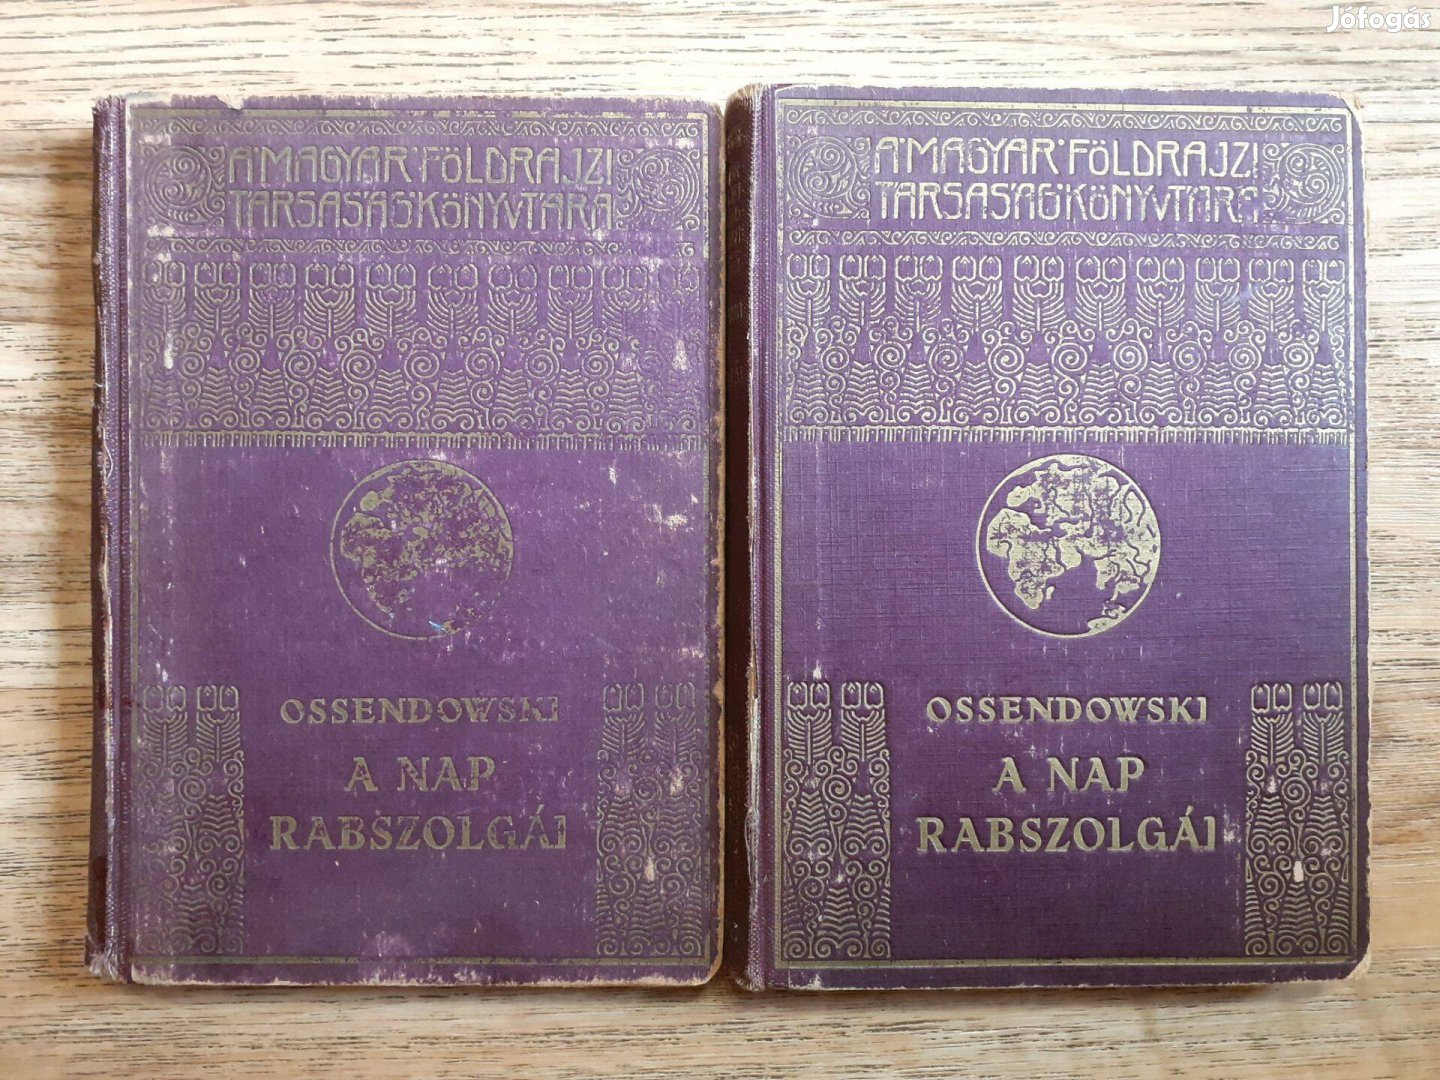 Jófogás
A MAGYAR FÖLDRAJZI
TÁRSASÁG KÖNYVTÁRA
OSSENDOWSKI
A NAP
RABSZOLGÁI
A MAGYAR FÖLDRAJZI
TÁRSASÁG KÖNYVTÁRA
OSSENDOWSKI
A NAP
RABSZOLGÁI